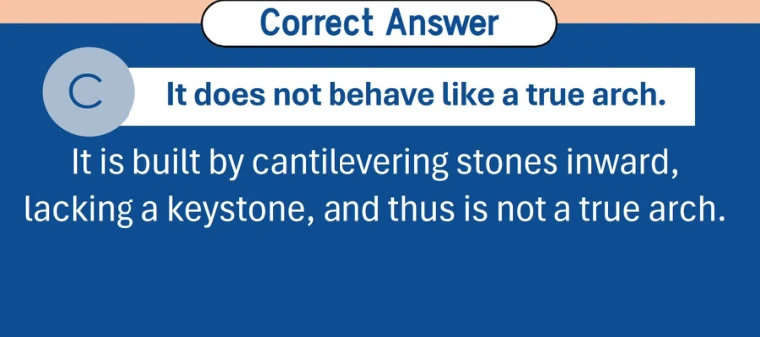 Correct Answer
C
It does not behave like a true arch.
It is built by cantilevering stones inward,
lacking a keystone, and thus is not a true arch.